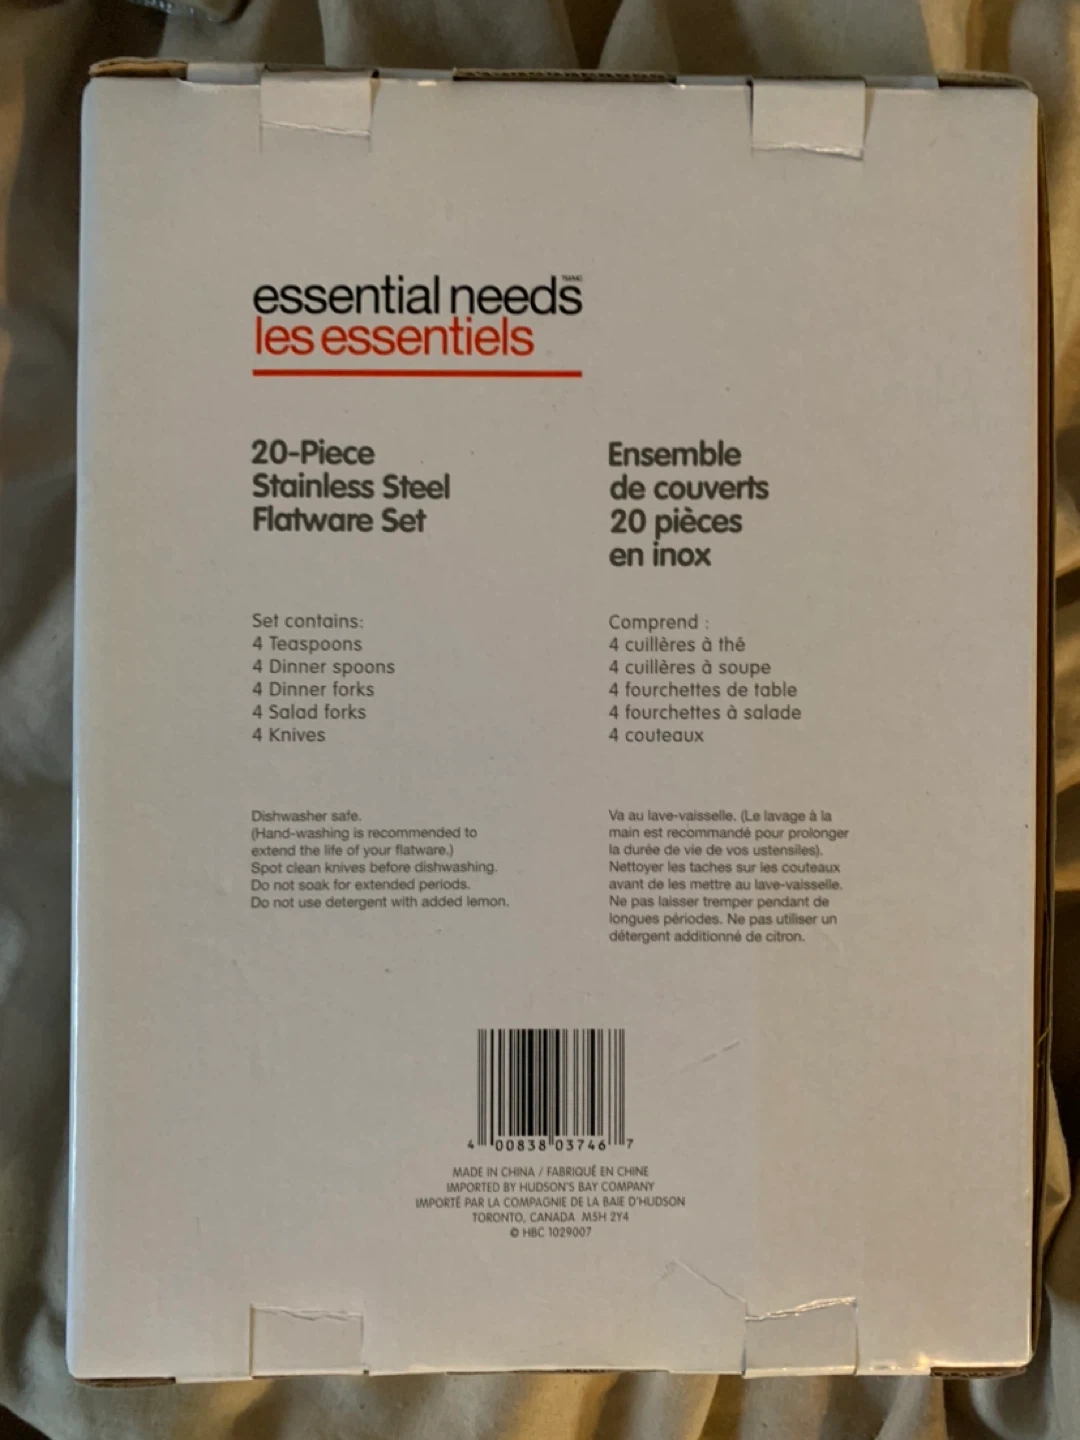 essential needs
les essentiels
20-Piece
Stainless Steel
Flatware Set
Set contains:
4 Teaspoons
4 Dinner spoons
4 Dinner forks
4 Salad forks
4 Knives
Dishwasher safe.
(Hand-washing is recommended to
extend the life of your flatware.)
Spot clean knives before dishwashing.
Do not soak for extended periods.
Do not use detergent with added lemon.
Ensemble
de couverts
20 pièces
en inox
Comprend :
4 cuillères à thé
4 cuillères à soupe
4 fourchettes de table
4 fourchettes à salade
4 couteaux
Va au lave-vaisselle. (Le lavage à la
main est recommandé pour prolonger
la durée de vie de vos ustensiles).
Nettoyer les taches sur les couteaux
avant de les mettre au lave-vaisselle.
Ne pas laisser tremper pendant de
longues périodes. Ne pas utiliser un
détergent additionné de citron.
4 00838 03746 7
MADE IN CHINA / FABRIQUÉ EN CHINE
IMPORTED BY HUDSON'S BAY COMPANY
IMPORTÉ PAR LA COMPAGNIE DE LA BAIE D'HUDSON
TORONTO, CANADA M5H 2Y4
© HBC 1029007